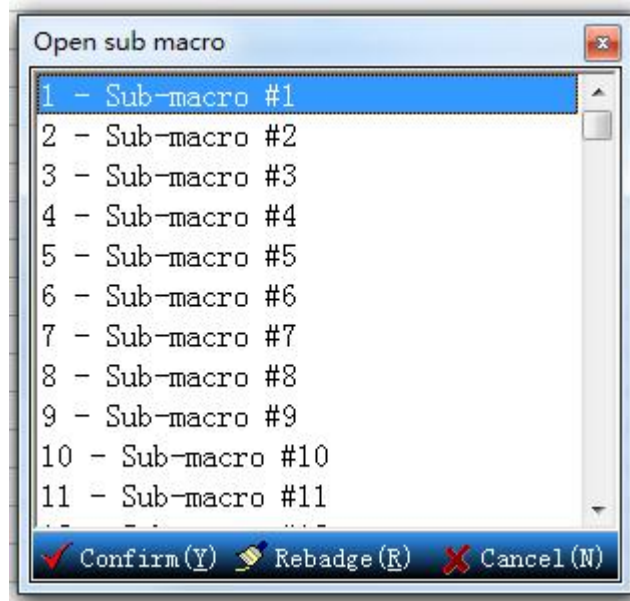 Open sub macro
1 - Sub-macro #1
2 - Sub-macro #2
3 - Sub-macro #3
4 - Sub-macro #4
5 - Sub-macro #5
6 - Sub-macro #6
7 - Sub-macro #7
8 - Sub-macro #8
9 - Sub-macro #9
10 - Sub-macro #10
11 - Sub-macro #11
Confirm(Y) Rebadge(R) Cancel(N)